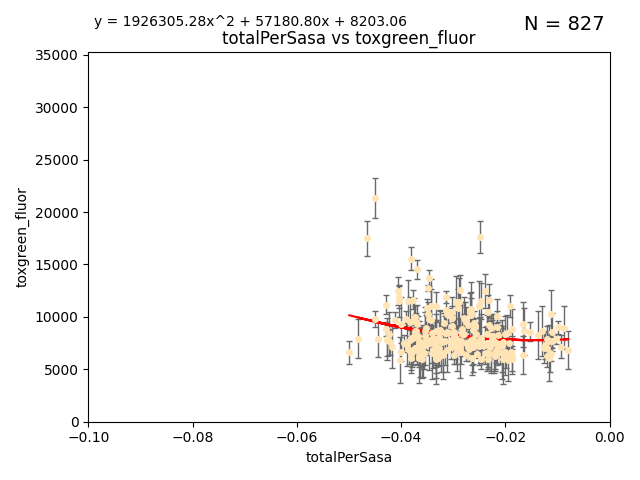 y = 1926305.28x^2 + 57180.80x + 8203.06
N = 827
totalPerSasa vs toxgreen_fluor
35000
30000
25000
20000
15000
10000
5000
0
toxgreen_fluor
−0.10
−0.08
−0.06
−0.04
−0.02
0.00
totalPerSasa